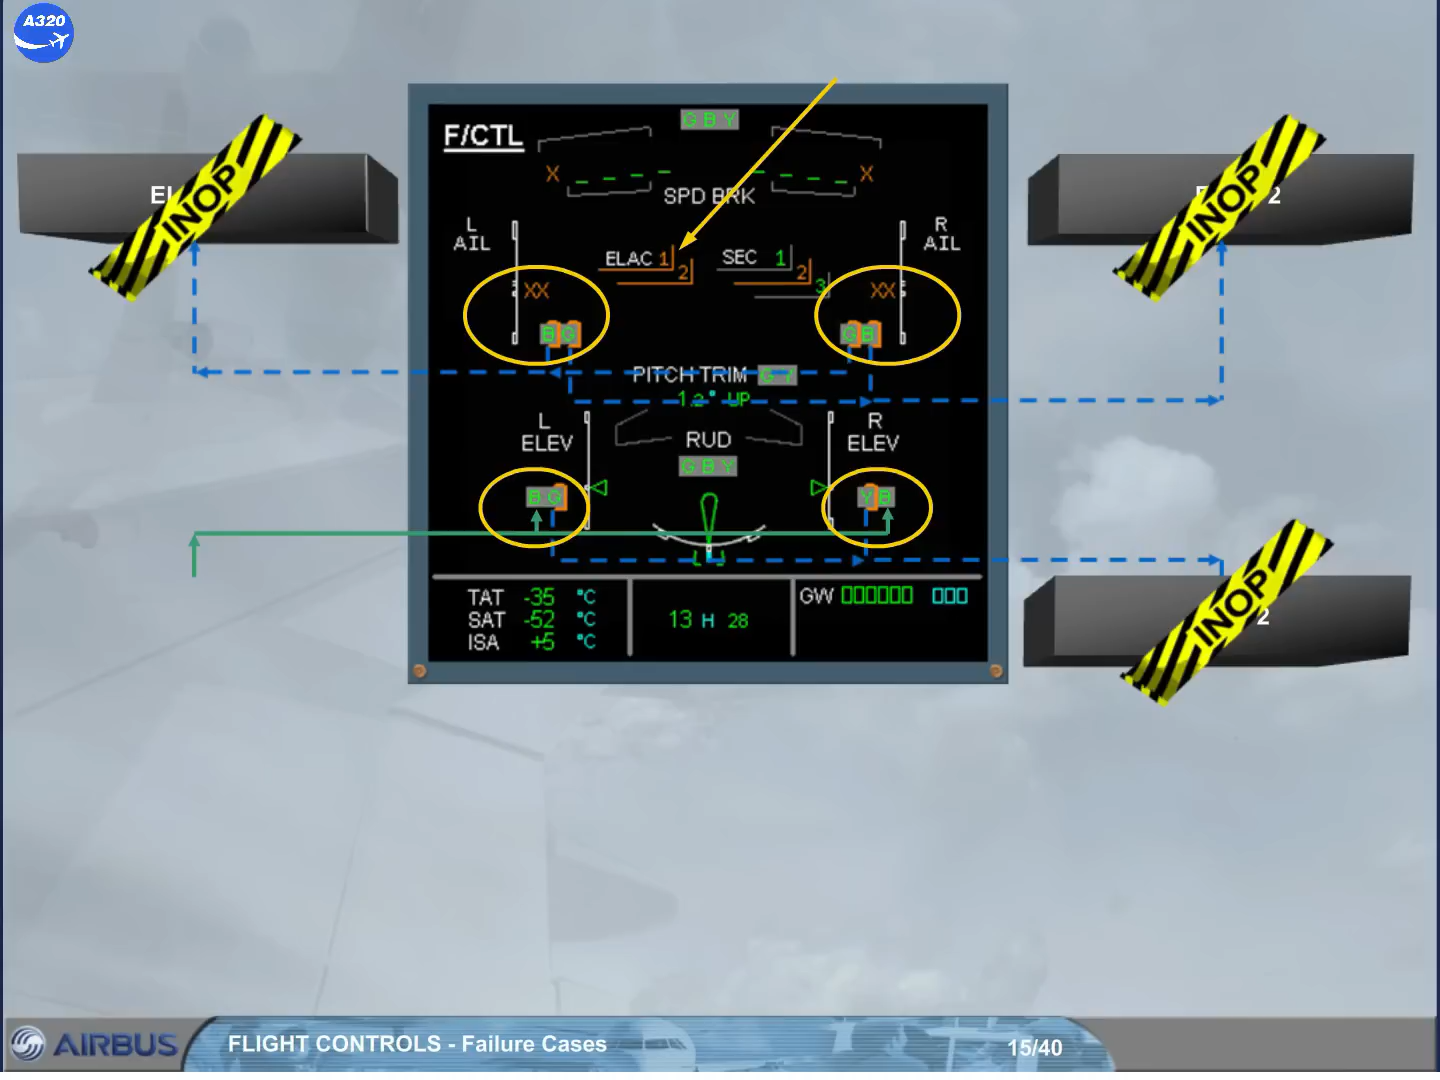 A320
G B Y
F/CTL
X X
SPD BRK
L R
AIL AIL
ELAC 1 SEC 1
2 2
3
XX XX
B G G B
PITCH TRIM G Y
° UP
L R
ELEV RUD ELEV
G B Y
B G Y B
TAT -35 °C GW
SAT -52 °C 13 H 28
ISA +5 °C
INOP
INOP
2
INOP
2
AIRBUS
FLIGHT CONTROLS - Failure Cases
15/40